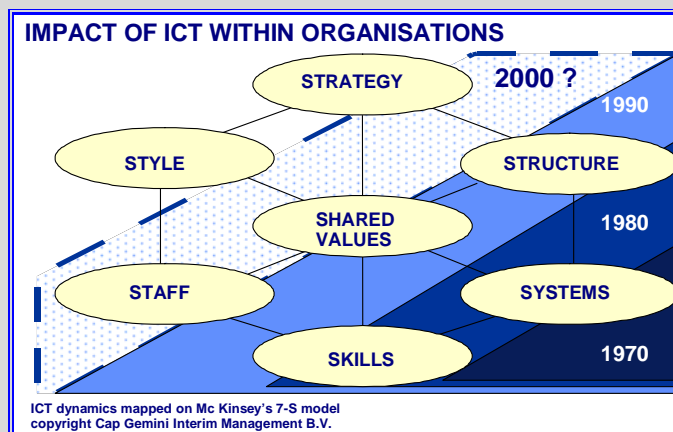 IMPACT OF ICT WITHIN ORGANISATIONS
STRATEGY
2000 ?
1990
STYLE
STRUCTURE
SHARED
VALUES
1980
STAFF
SYSTEMS
SKILLS
1970
ICT dynamics mapped on Mc Kinsey's 7-S model
copyright Cap Gemini Interim Management B.V.